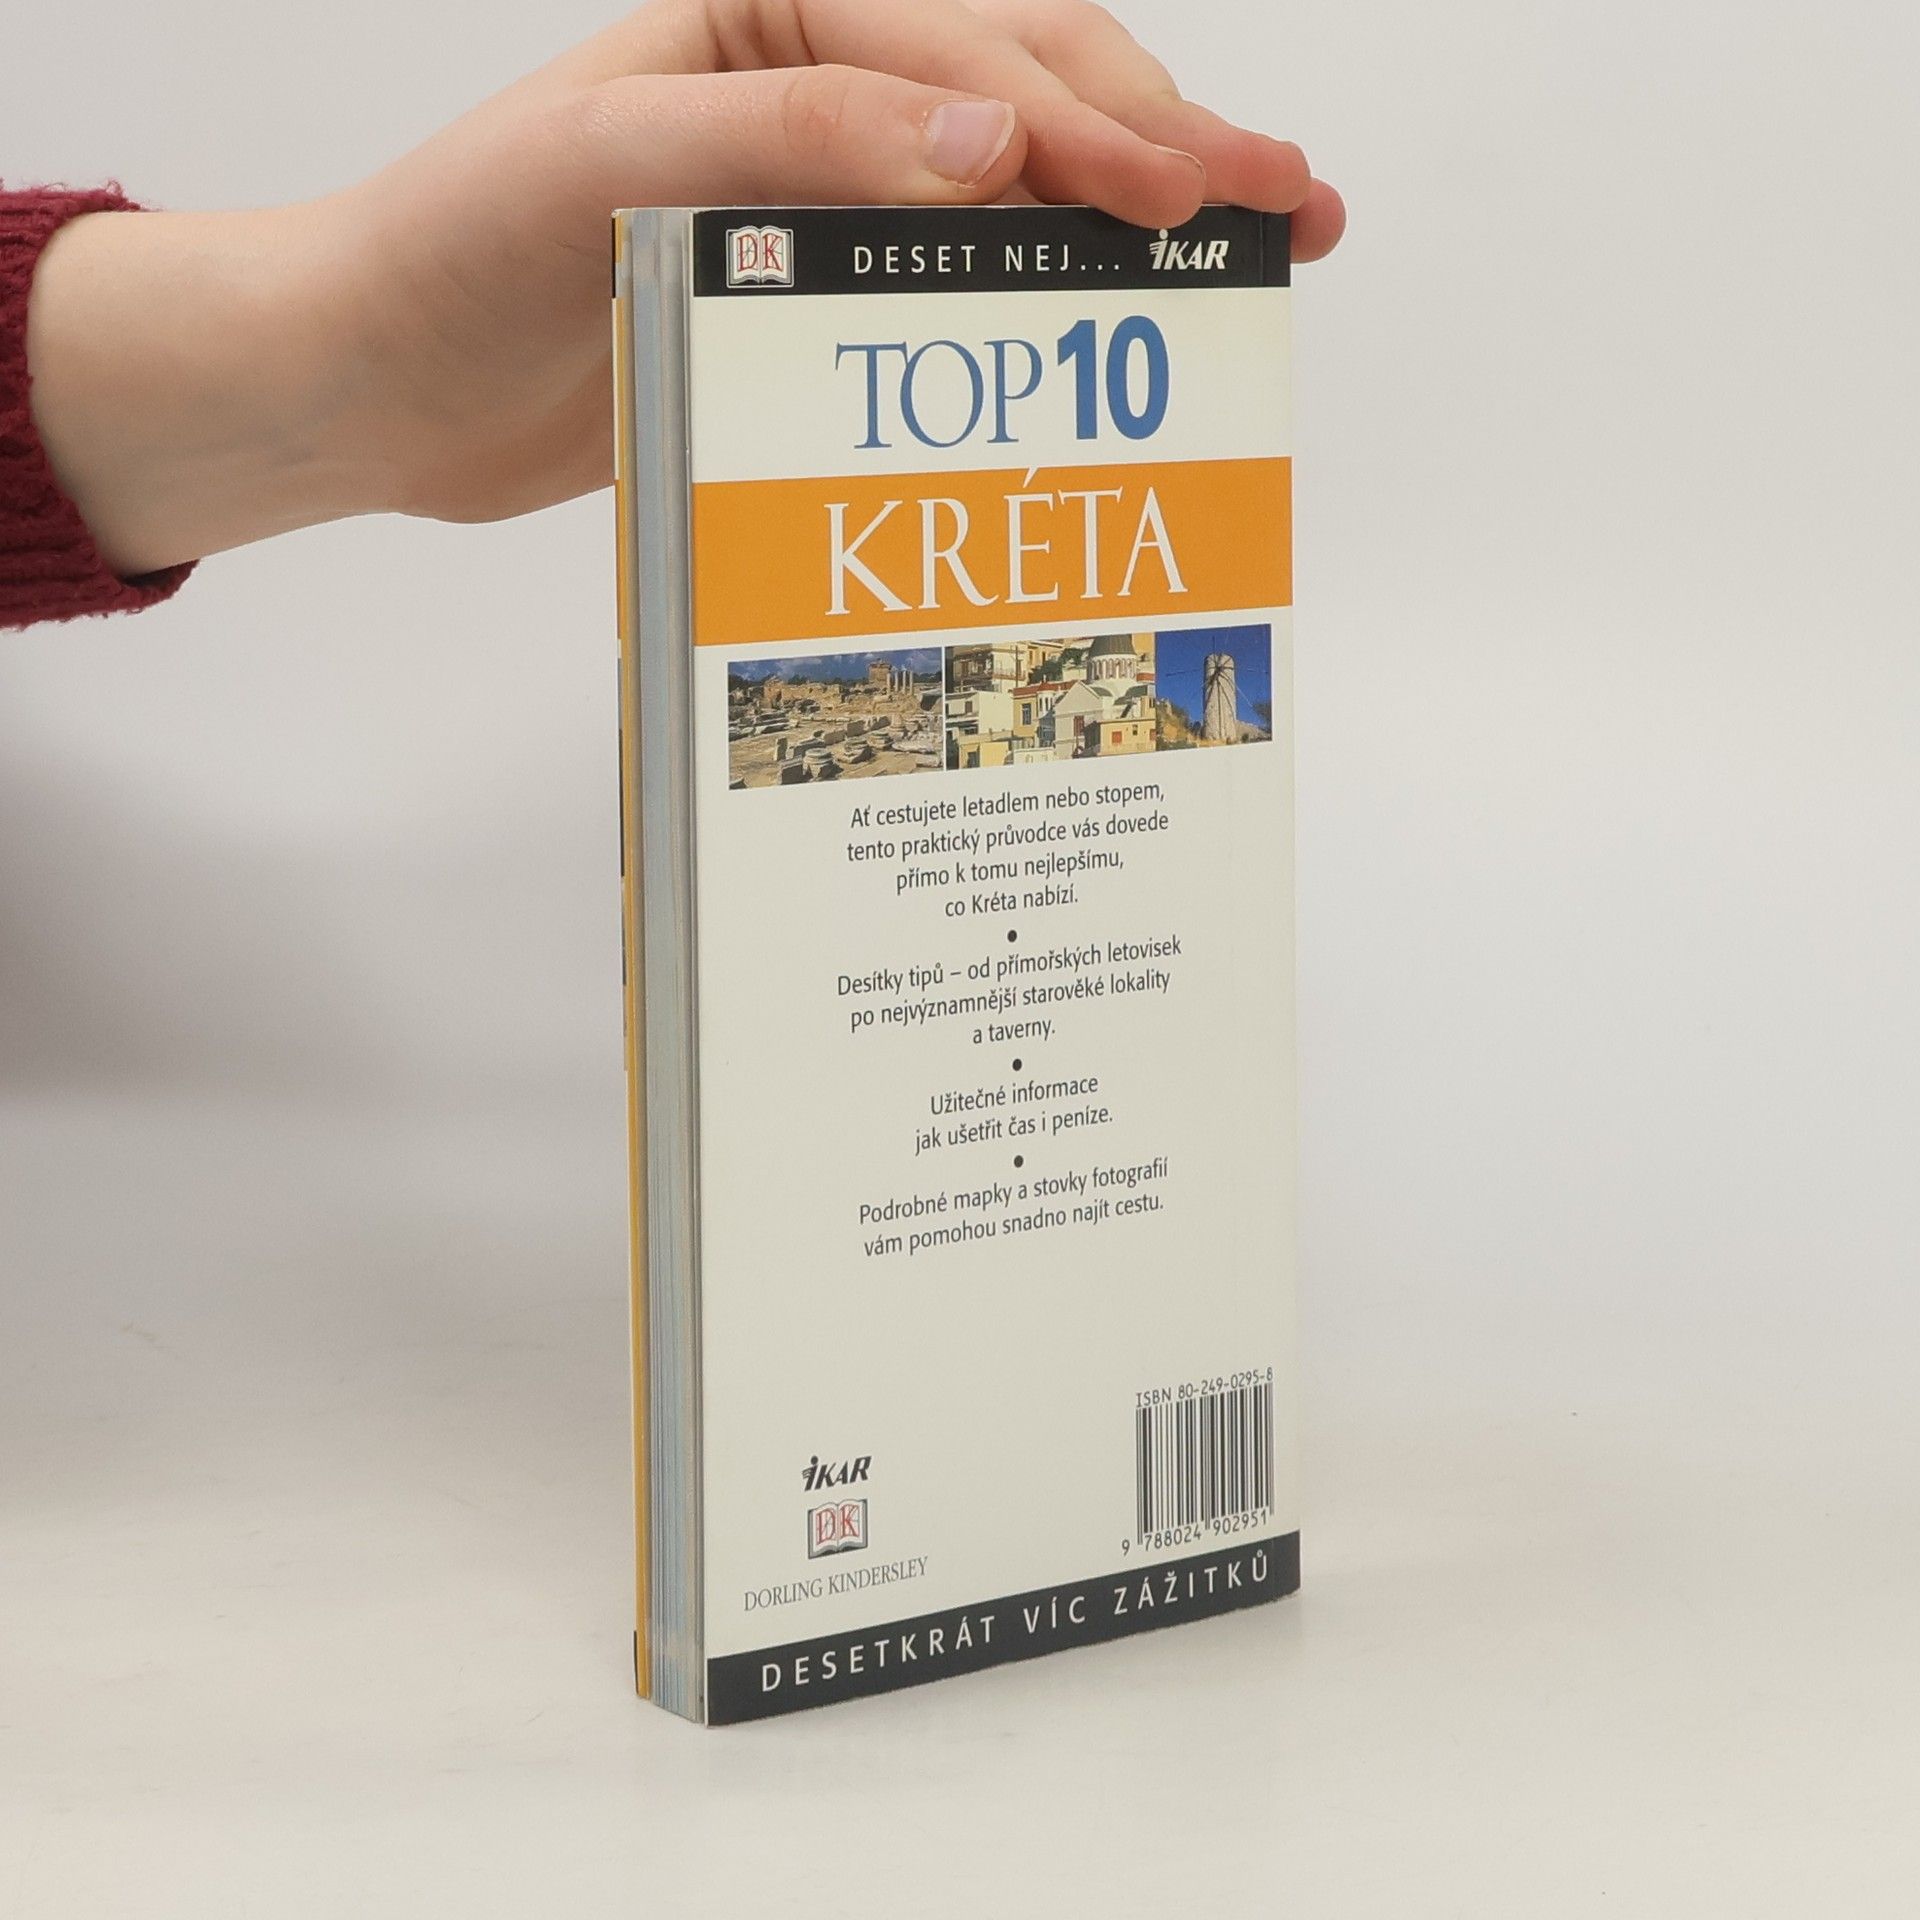 DK DESET NEJ... iKAR
TOP 10
KRÉTA
Ať cestujete letadlem nebo stopem,
tento praktický průvodce vás dovede
přímo k tomu nejlepšímu,
co Kréta nabízí.
•
Desítky tipů – od přímořských letovisek
po nejvýznamnější starověké lokality
a taverny.
•
Užitečné informace
jak ušetřit čas i peníze.
•
Podrobné mapky a stovky fotografií
vám pomohou snadno najít cestu.
ISBN 80-249-0295-8
9 788024 902951
iKAR
DK
DORLING KINDERSLEY
DESETKRÁT VÍC ZÁŽITKŮ